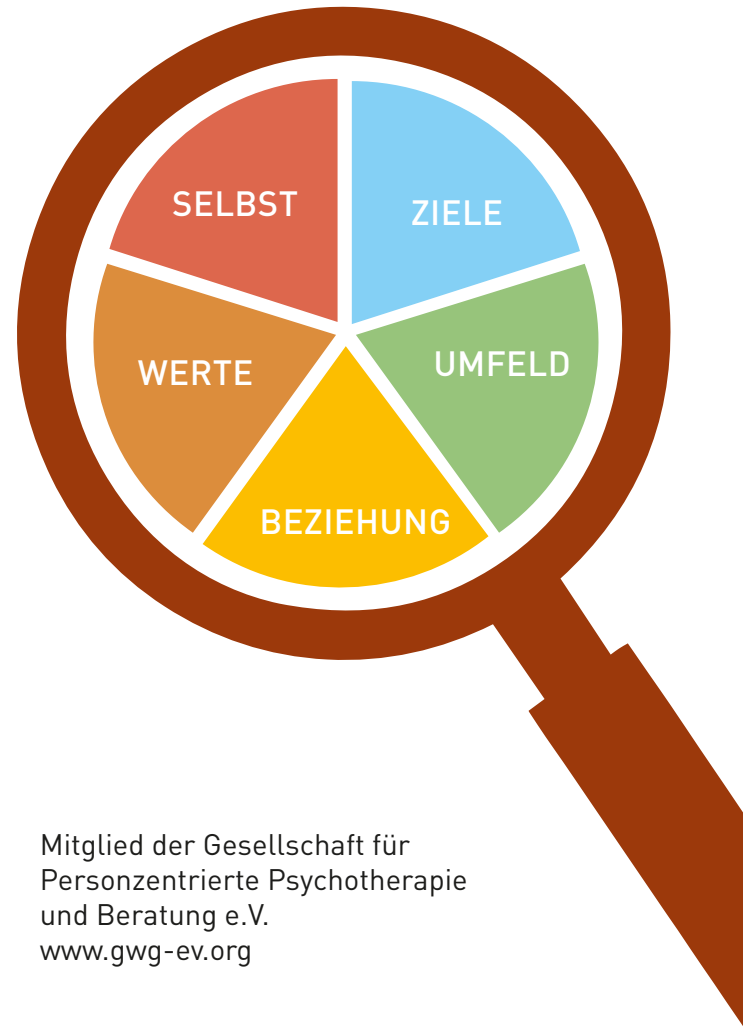 SELBST
ZIELE
WERTE
UMFELD
BEZIEHUNG
Mitglied der Gesellschaft für
Personzentrierte Psychotherapie
und Beratung e.V.
www.gwg-ev.org